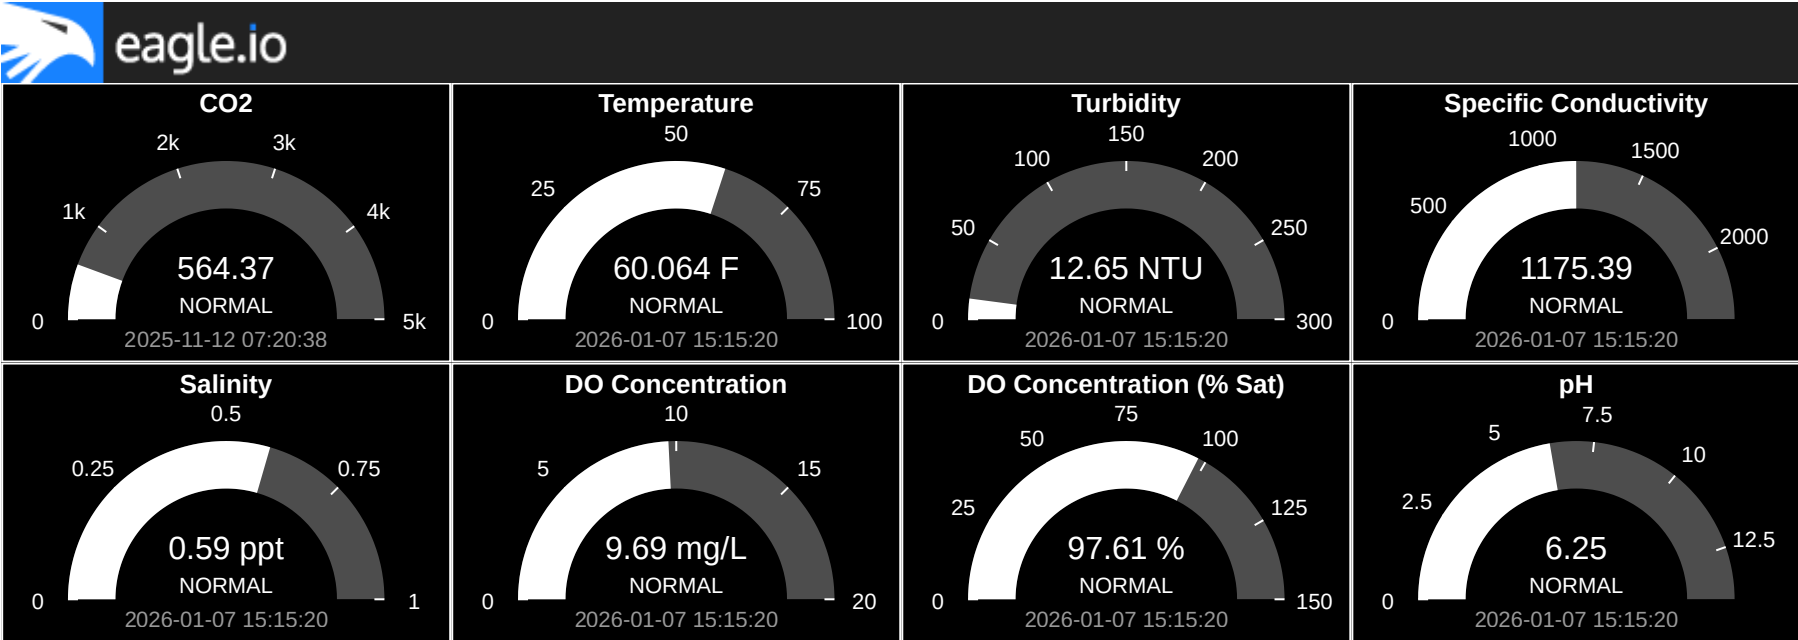 eagle.io
CO2
2k
3k
1k
4k
0
5k
564.37
NORMAL
2025-11-12 07:20:38
Temperature
50
25
75
0
100
60.064 F
NORMAL
2026-01-07 15:15:20
Turbidity
150
100
200
50
250
0
300
12.65 NTU
NORMAL
2026-01-07 15:15:20
Specific Conductivity
1000
1500
500
2000
0
1175.39
NORMAL
2026-01-07 15:15:20
Salinity
0.5
0.25
0.75
0
1
0.59 ppt
NORMAL
2026-01-07 15:15:20
DO Concentration
10
5
15
0
20
9.69 mg/L
NORMAL
2026-01-07 15:15:20
DO Concentration (% Sat)
75
50
100
25
125
0
150
97.61 %
NORMAL
2026-01-07 15:15:20
pH
7.5
5
10
2.5
12.5
0
6.25
NORMAL
2026-01-07 15:15:20